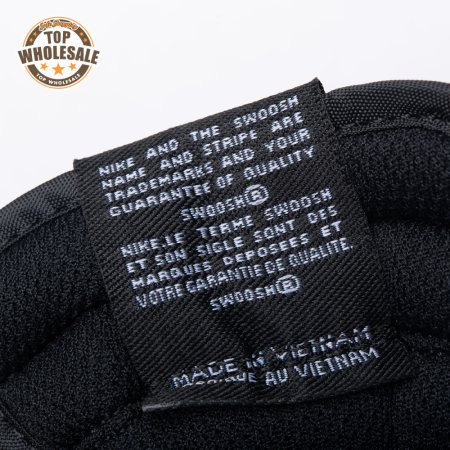 TOP
WHOLESALE
TOP WHOLESALE
NIKE AND THE SWOOSH
NAME AND STRIPE ARE
TRADEMARKS AND YOUR
GUARANTEE OF QUALITY
SWOOSH®
NIKE.LE TERME SWOOSH
ET SON SIGLE SONT DES
MARQUES DEPOSEES ET
VOTRE GARANTIE DE QUALITE.
SWOOSH®
MADE IN VIETNAM
AU VIETNAM